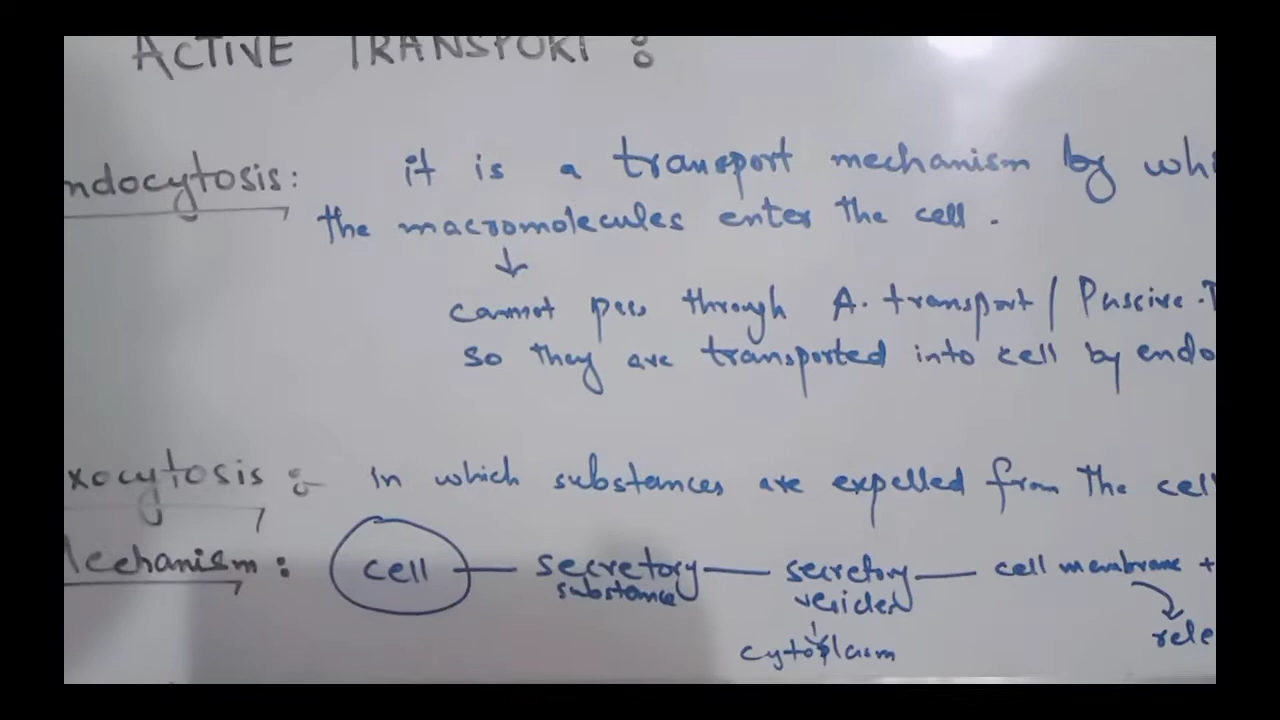 ACTIVE TRANSPORT :
ndocytosis: it is a transport mechanism by whi
the macromolecules enter the cell .
cannot pass through A. transport / Passive . T
so they are transported into cell by endo
xocytosis :- In which substances are expelled from the cell
Mechanism : cell — secretory — secretory — cell membrane +
substance vesicles
cytoplasm rele